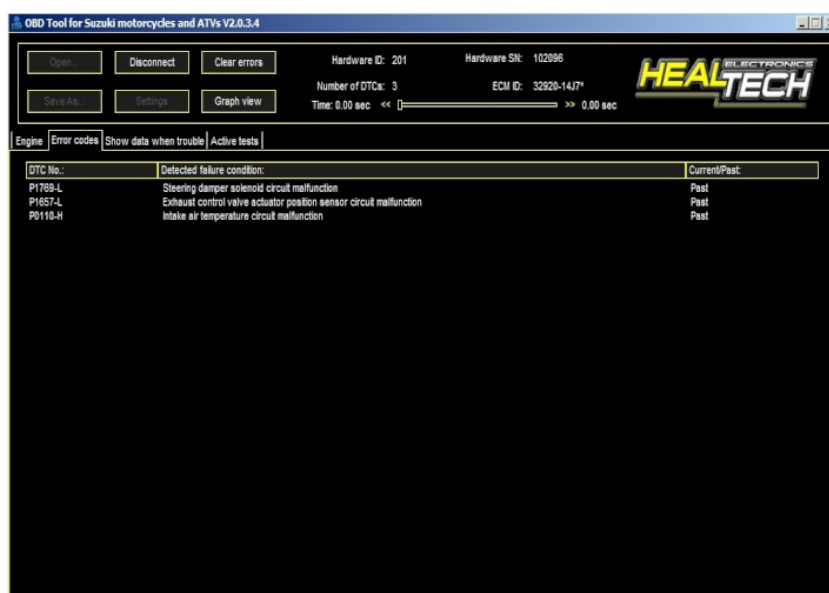 OBD Tool for Suzuki motorcycles and ATVs V2.0.3.4
Open... Disconnect Clear errors Hardware ID: 201 Hardware SN: 102096
Number of DTCs: 3 ECM ID: 32920-14J7*
Save As... Settings Graph view Time: 0.00 sec << >> 0.00 sec
HEALTECH ELECTRONICS
Engine Error codes Show data when trouble Active tests
DTC No.: Detected failure condition: Current/Past:
P1769-L Steering damper solenoid circuit malfunction Past
P1657-L Exhaust control valve actuator position sensor circuit malfunction Past
P0110-H Intake air temperature circuit malfunction Past